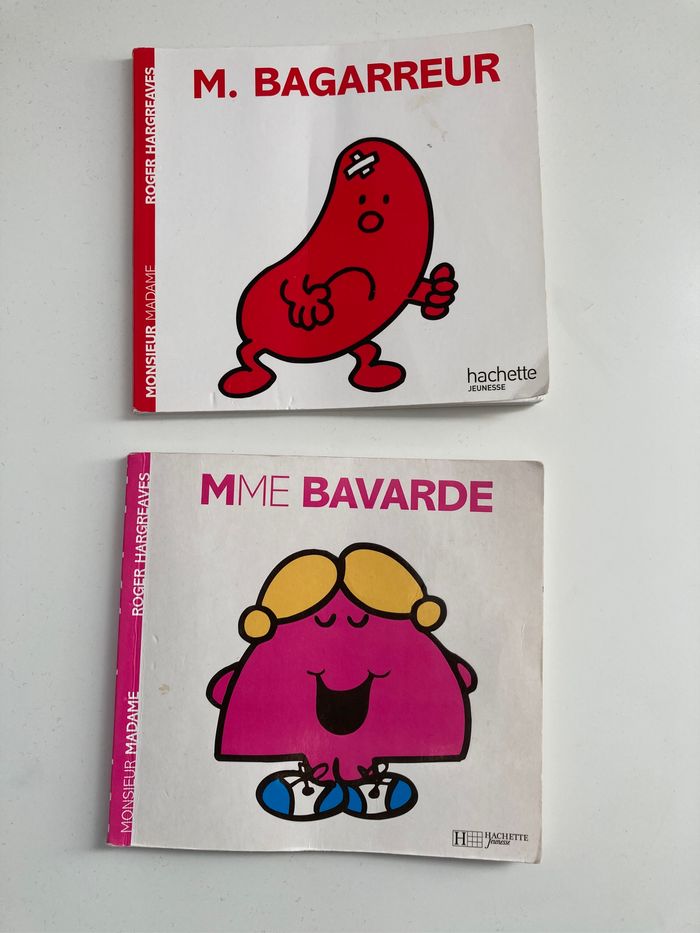 M. BAGARREUR
ROGER HARGREAVES
MONSIEUR MADAME
hachette
JEUNESSE
MME BAVARDE
ROGER HARGREAVES
MONSIEUR MADAME
H HACHETTE
Jeunesse